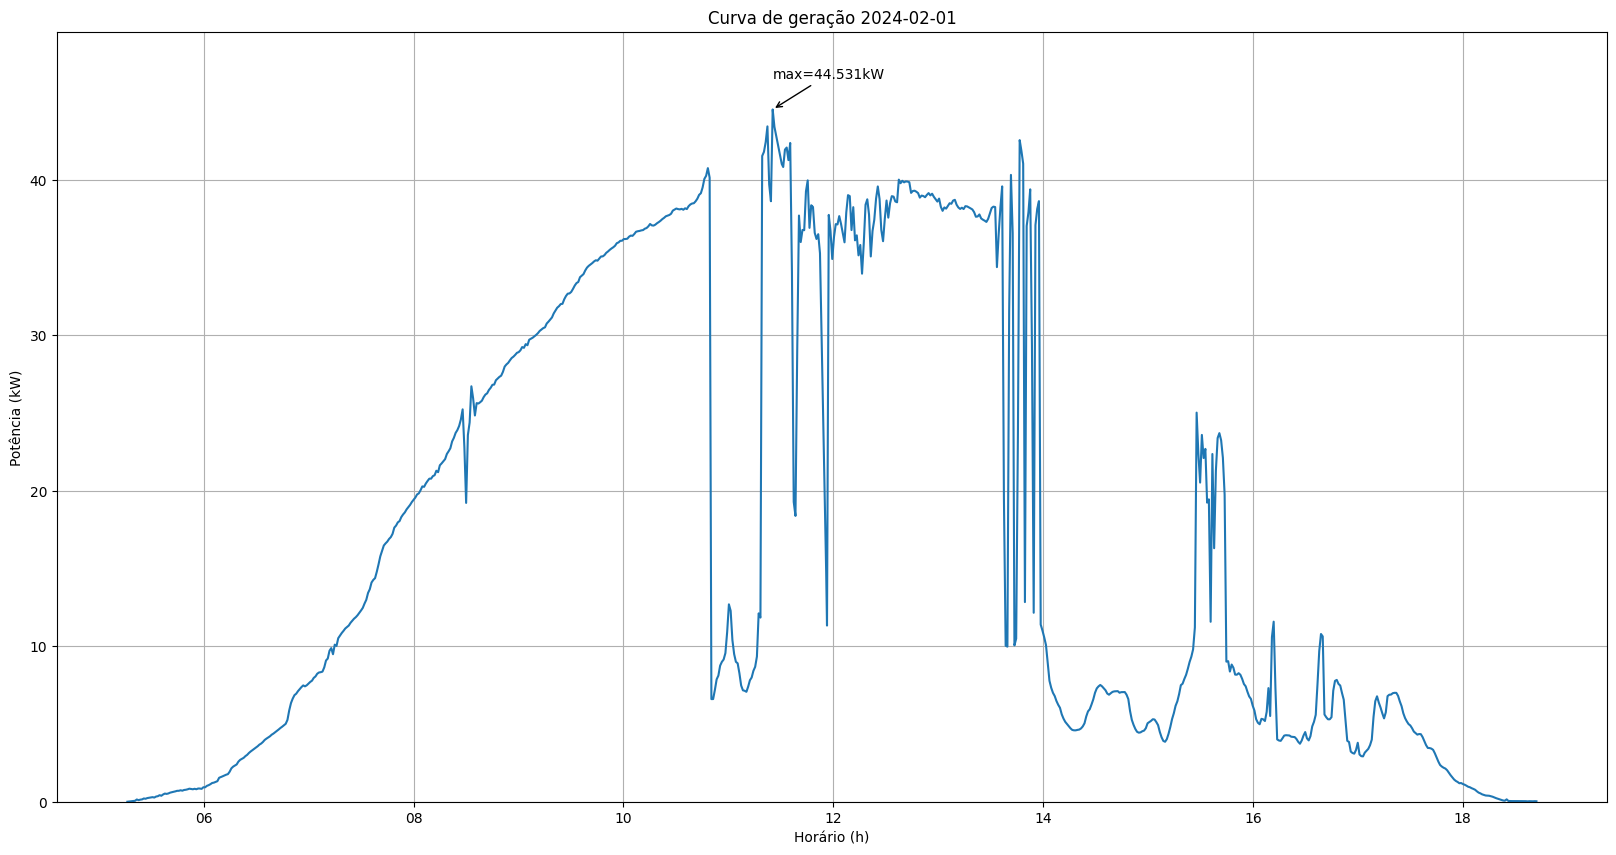 Curva de geração 2024-02-01
max=44.531kW
40
30
20
10
0
Potência (kW)
06 08 10 12 14 16 18
Horário (h)